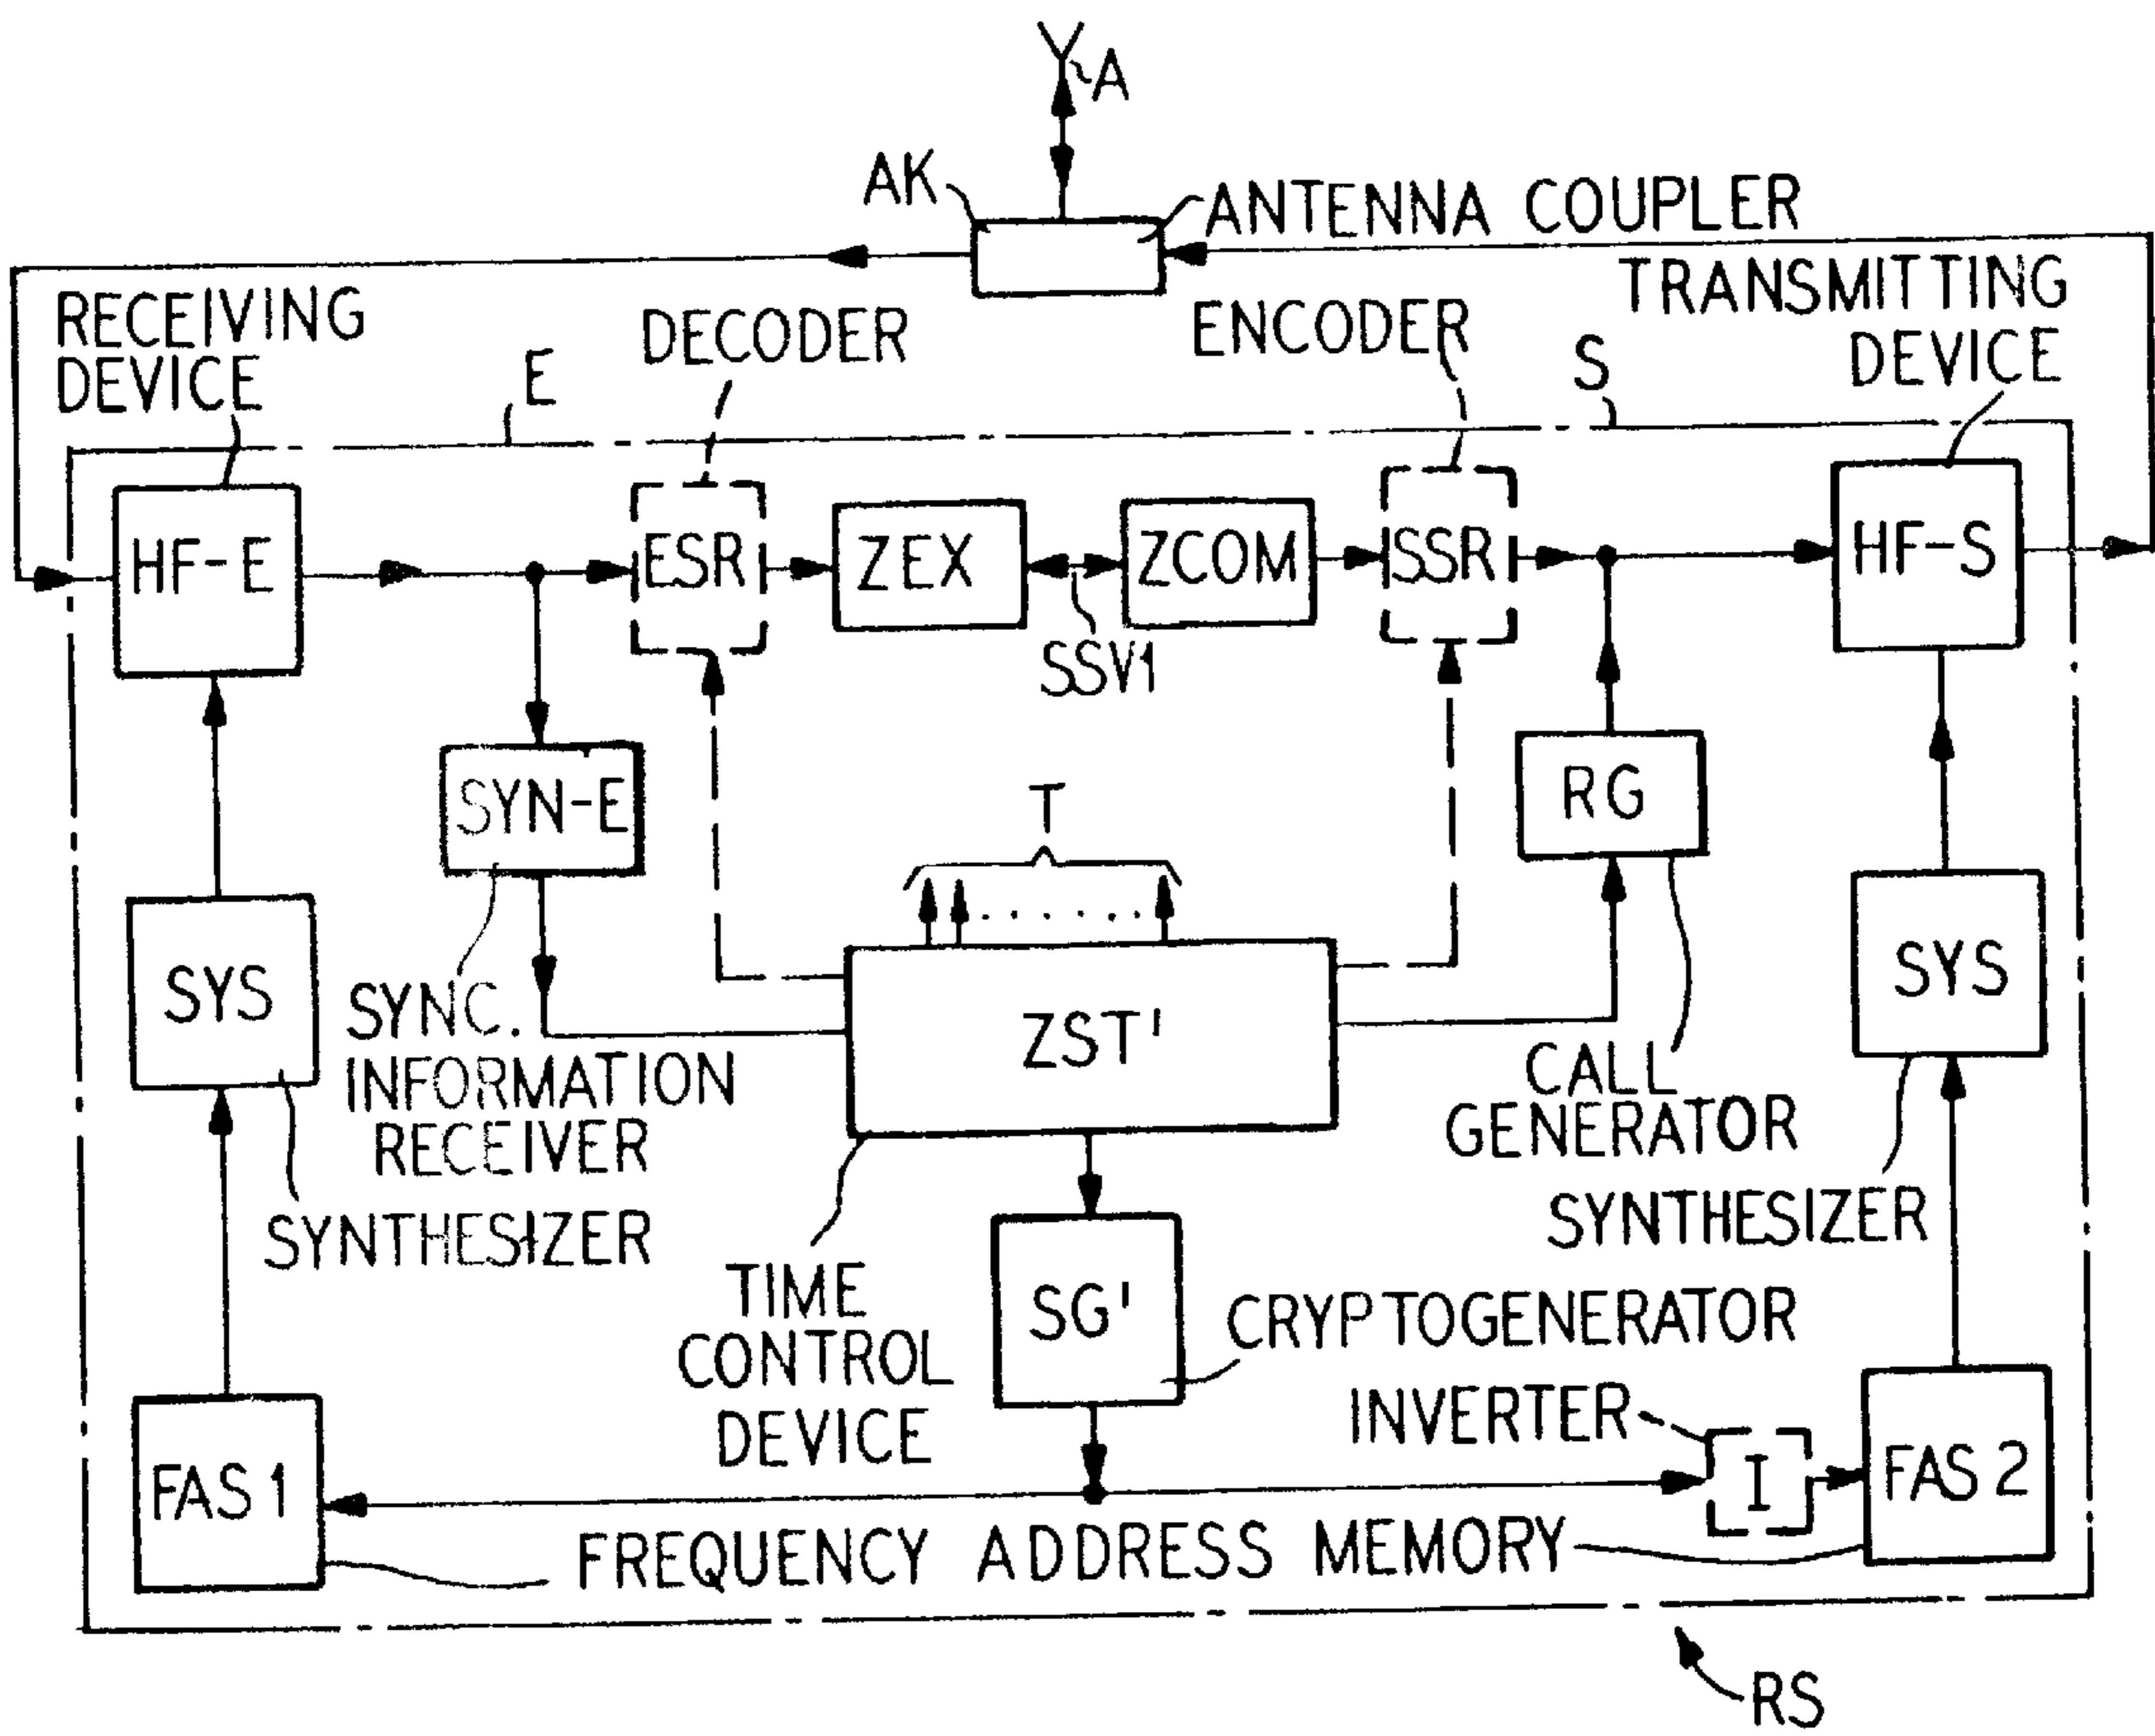 A
AK
ANTENNA COUPLER
RECEIVING
DEVICE
DECODER
ENCODER
TRANSMITTING
DEVICE
E
S
HF-E
ESR
ZEX
ZCOM
SSR
HF-S
SSV1
SYN-E
T
RG
SYS
SYNC.
INFORMATION
RECEIVER
ZST'
CALL
GENERATOR
SYS
SYNTHESIZER
SYNTHESIZER
TIME
CONTROL
DEVICE
SG'
CRYPTOGENERATOR
INVERTER
FAS 1
I
FAS 2
FREQUENCY ADDRESS MEMORY
RS